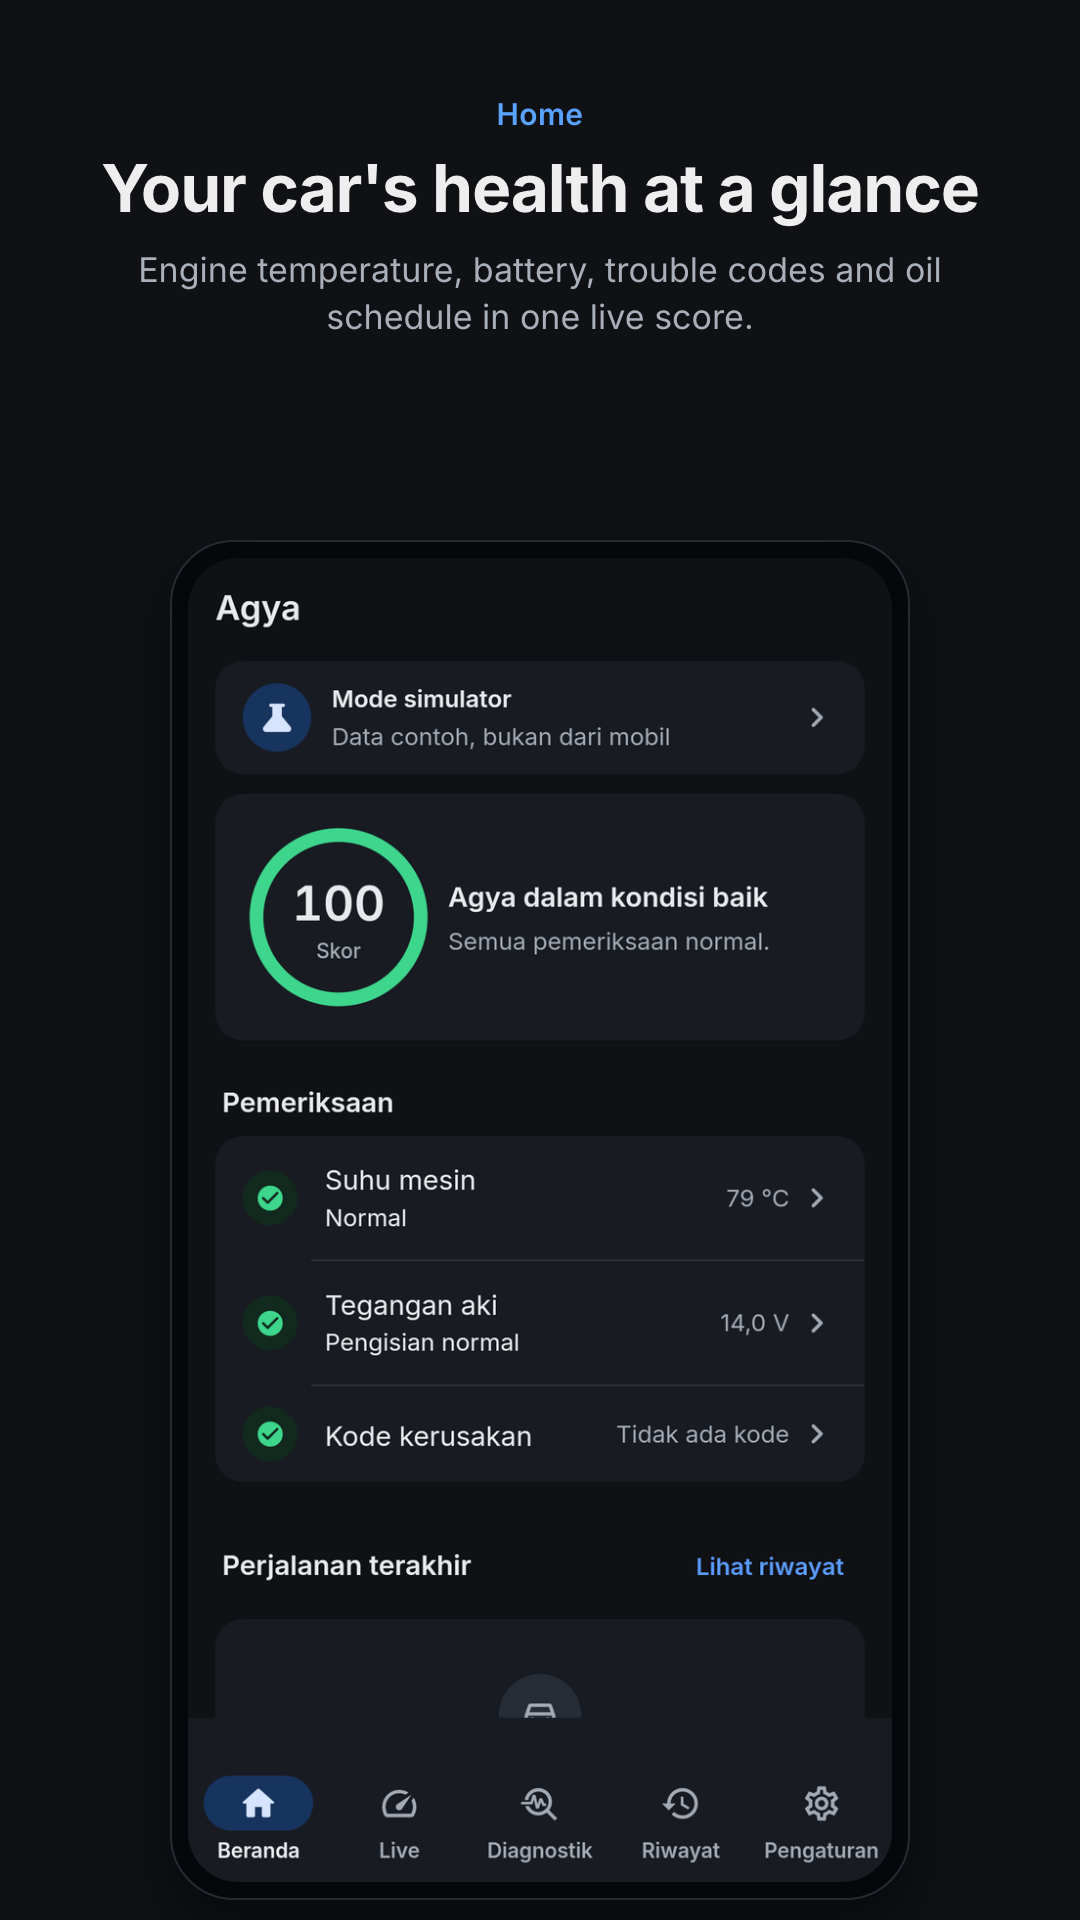 Home
Your car's health at a glance
Engine temperature, battery, trouble codes and oil
schedule in one live score.
Agya
Mode simulator
Data contoh, bukan dari mobil
100
Skor
Agya dalam kondisi baik
Semua pemeriksaan normal.
Pemeriksaan
Suhu mesin
Normal
79 °C
Tegangan aki
Pengisian normal
14,0 V
Kode kerusakan
Tidak ada kode
Perjalanan terakhir
Lihat riwayat
Beranda
Live
Diagnostik
Riwayat
Pengaturan